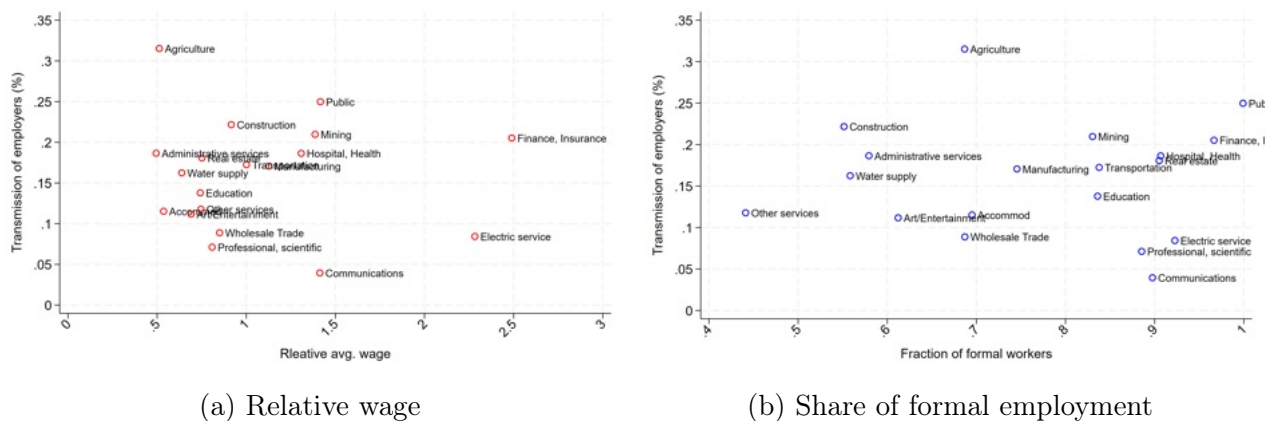 .35
.3
.25
.2
.15
.1
.05
0
Transmission of employers (%)
Agriculture
Public
Construction
Mining
Finance, Insurance
Administrative services
Hospital, Health
Real estate
Transportation
Manufacturing
Water supply
Education
Other services
Accommod
Art/Entertainment
Wholesale Trade
Electric service
Professional, scientific
Communications
0
.5
1
1.5
2
2.5
3
Rleative avg. wage
(a) Relative wage
.35
.3
.25
.2
.15
.1
.05
0
Transmission of employers (%)
Agriculture
Pub
Construction
Mining
Finance, I
Administrative services
Hospital, Health
Real estate
Manufacturing
Transportation
Water supply
Education
Other services
Art/Entertainment
Accommod
Wholesale Trade
Electric service
Professional, scientific
Communications
.4
.5
.6
.7
.8
.9
1
Fraction of formal workers
(b) Share of formal employment